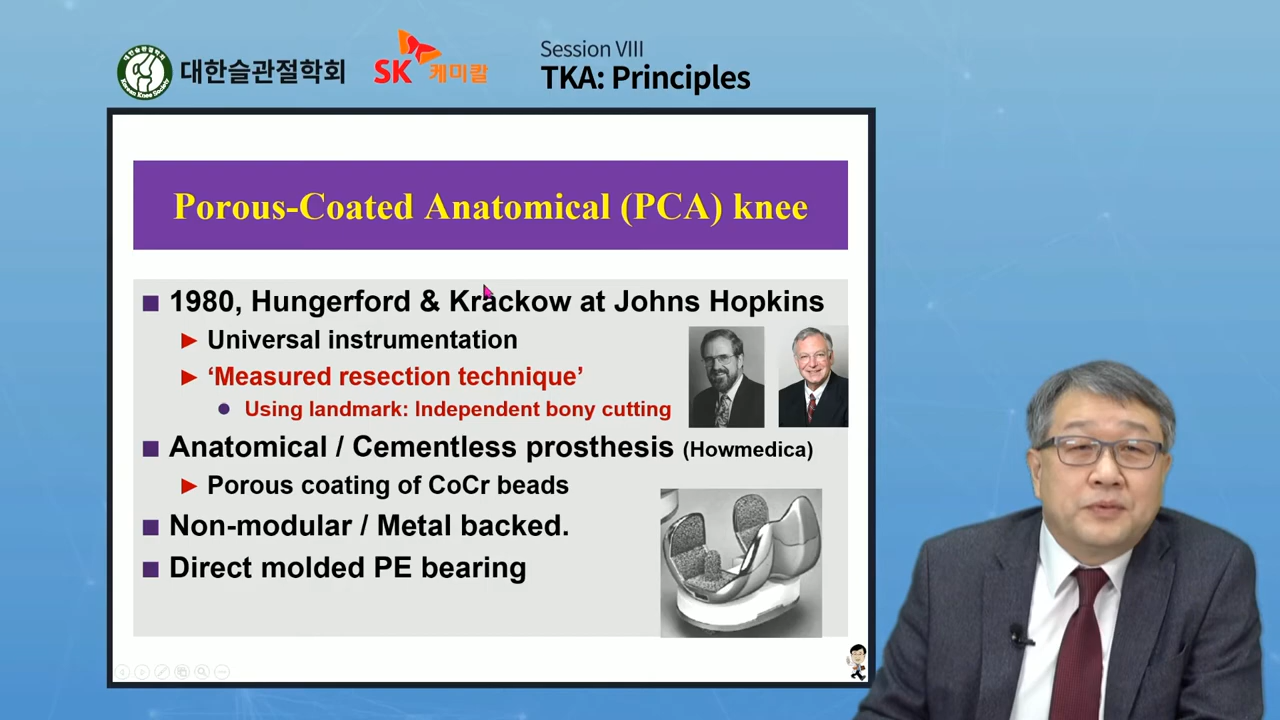 대한슬관절학회
SK 케미칼
Session VIII
TKA: Principles
Porous-Coated Anatomical (PCA) knee
1980, Hungerford & Krackow at Johns Hopkins
Universal instrumentation
‘Measured resection technique’
Using landmark: Independent bony cutting
Anatomical / Cementless prosthesis (Howmedica)
Porous coating of CoCr beads
Non-modular / Metal backed.
Direct molded PE bearing